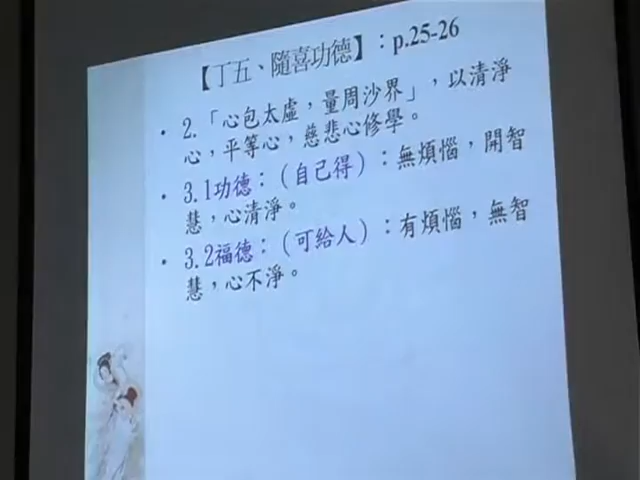 【丁五、隨喜功德】：p.25-26
• 2.「心包太虛，量周沙界」，以清淨
心，平等心，慈悲心修學。
• 3.1功德：（自己得）：無煩惱，開智
慧，心清淨。
• 3.2福德：（可給人）：有煩惱，無智
慧，心不淨。